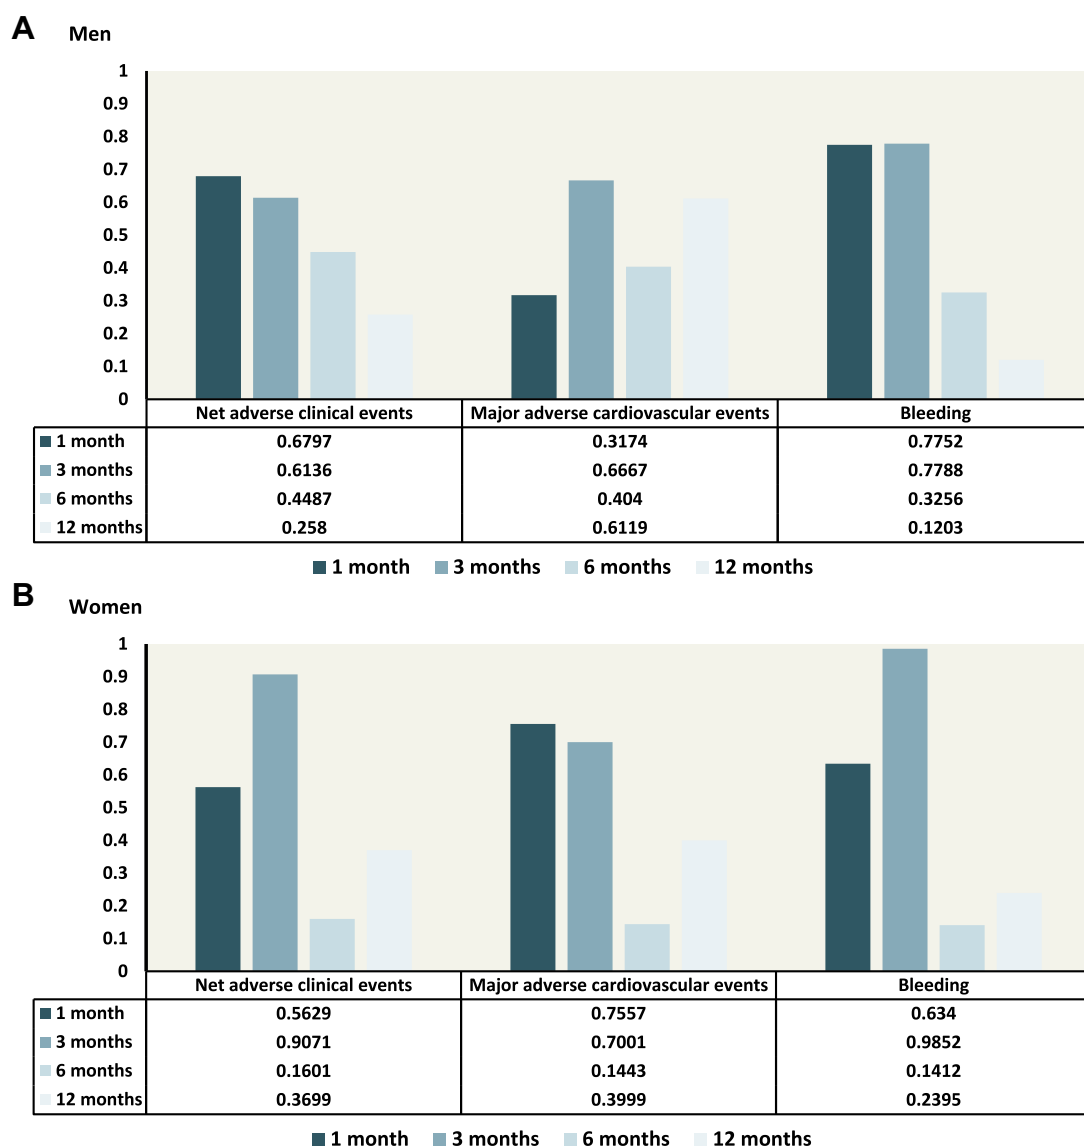 A
Men
1
0.9
0.8
0.7
0.6
0.5
0.4
0.3
0.2
0.1
0
Net adverse clinical events Major adverse cardiovascular events Bleeding
1 month 0.6797 0.3174 0.7752
3 months 0.6136 0.6667 0.7788
6 months 0.4487 0.404 0.3256
12 months 0.258 0.6119 0.1203
1 month 3 months 6 months 12 months
B
Women
1
0.9
0.8
0.7
0.6
0.5
0.4
0.3
0.2
0.1
0
Net adverse clinical events Major adverse cardiovascular events Bleeding
1 month 0.5629 0.7557 0.634
3 months 0.9071 0.7001 0.9852
6 months 0.1601 0.1443 0.1412
12 months 0.3699 0.3999 0.2395
1 month 3 months 6 months 12 months